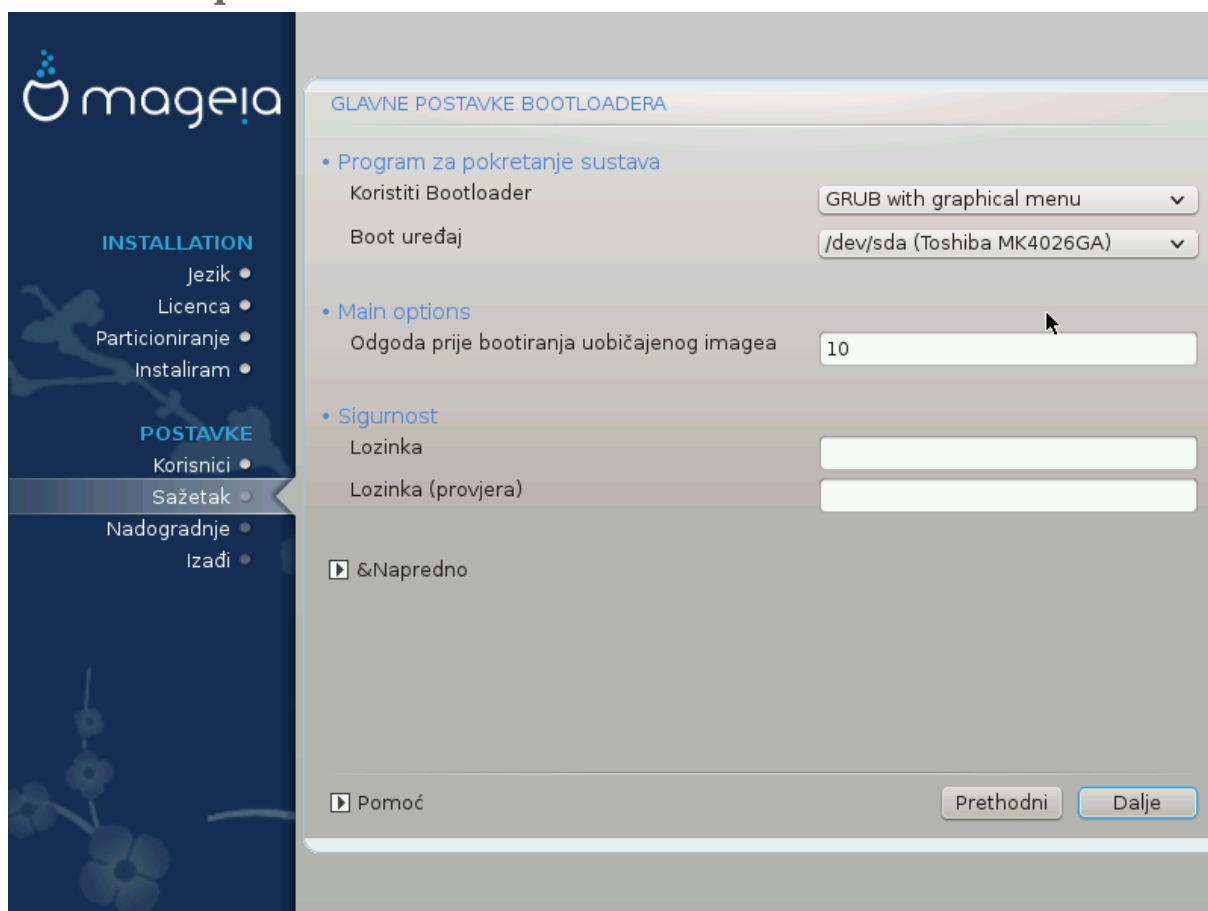 mageia
INSTALLATION
Jezik
Licenca
Particioniranje
Instaliram
POSTAVKE
Korisnici
Sažetak
Nadogradnje
Izađi
GLAVNE POSTAVKE BOOTLOADERA
• Program za pokretanje sustava
Koristiti Bootloader GRUB with graphical menu
Boot uređaj /dev/sda (Toshiba MK4026GA)
• Main options
Odgoda prije bootiranja uobičajenog imagea 10
• Sigurnost
Lozinka
Lozinka (provjera)
&Napredno
Pomoć Prethodni Dalje